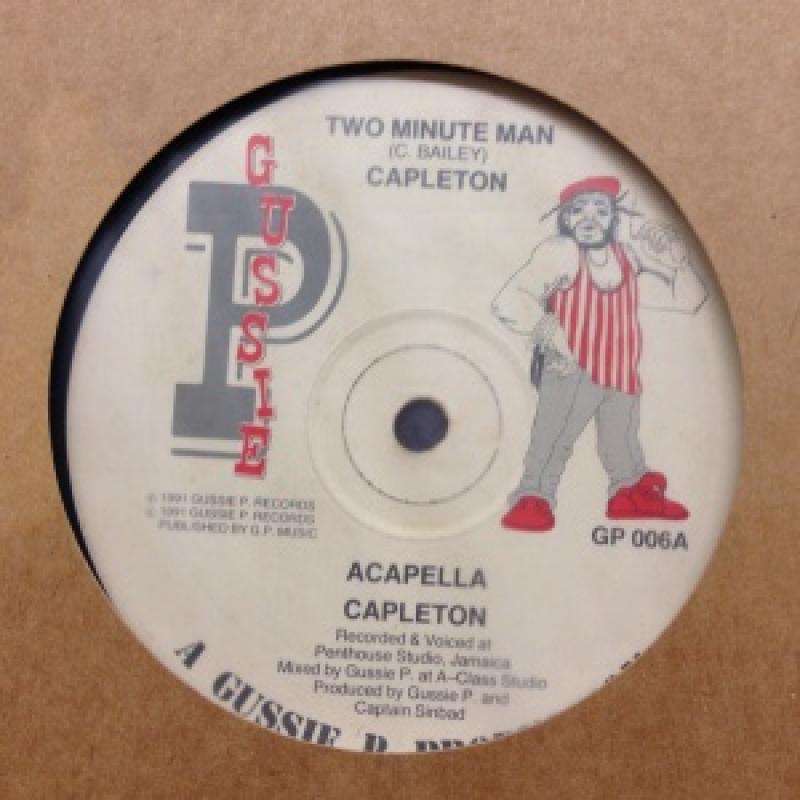 TWO MINUTE MAN
(C. BAILEY)
CAPLETON
GUSSIE
P
℗ 1991 GUSSIE P. RECORDS
© 1991 GUSSIE P. RECORDS
PUBLISHED BY G.P. MUSIC
GP 006A
ACAPELLA
CAPLETON
Recorded & Voiced at
Penthouse Studio, Jamaica
Mixed by Gussie P. at A-Class Studio
Produced by Gussie P. and
Captain Sinbad
A GUSSIE P.